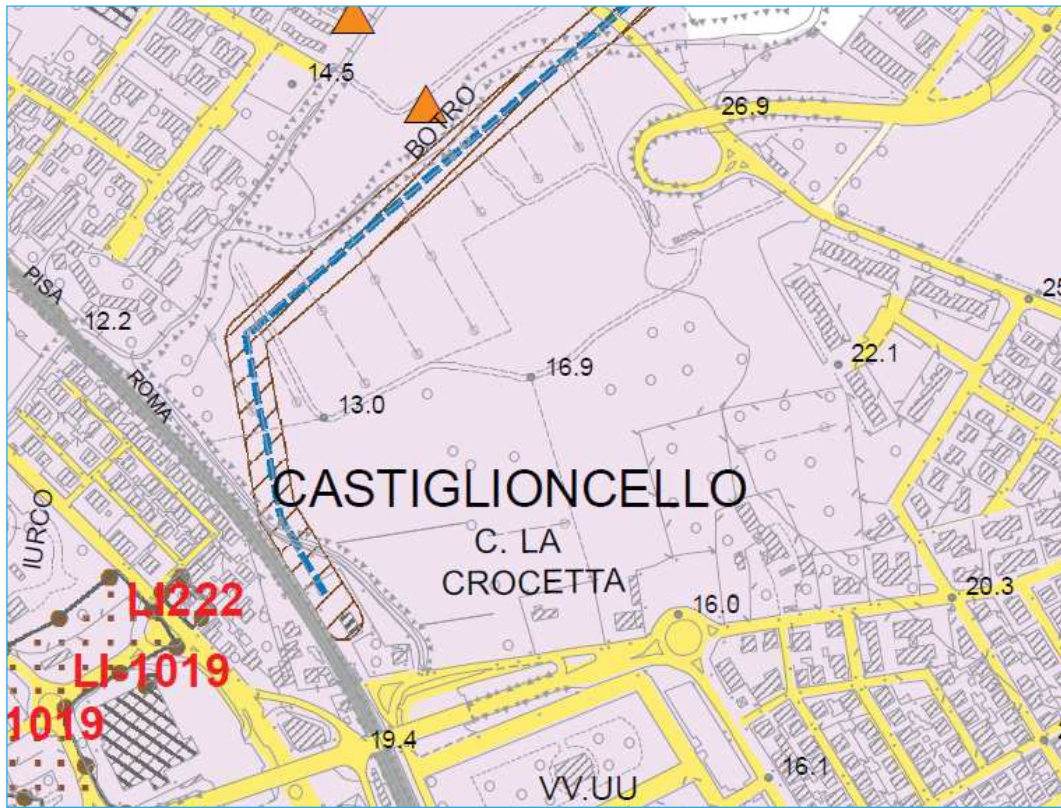 14.5
BOTRO
26.9
PISA
12.2
25
ROMA
22.1
16.9
13.0
CASTIGLIONCELLO
IURCO
C. LA
CROCETTA
LI222
16.0
20.3
LI-1019
1019
19.4
16.1
VV.UU